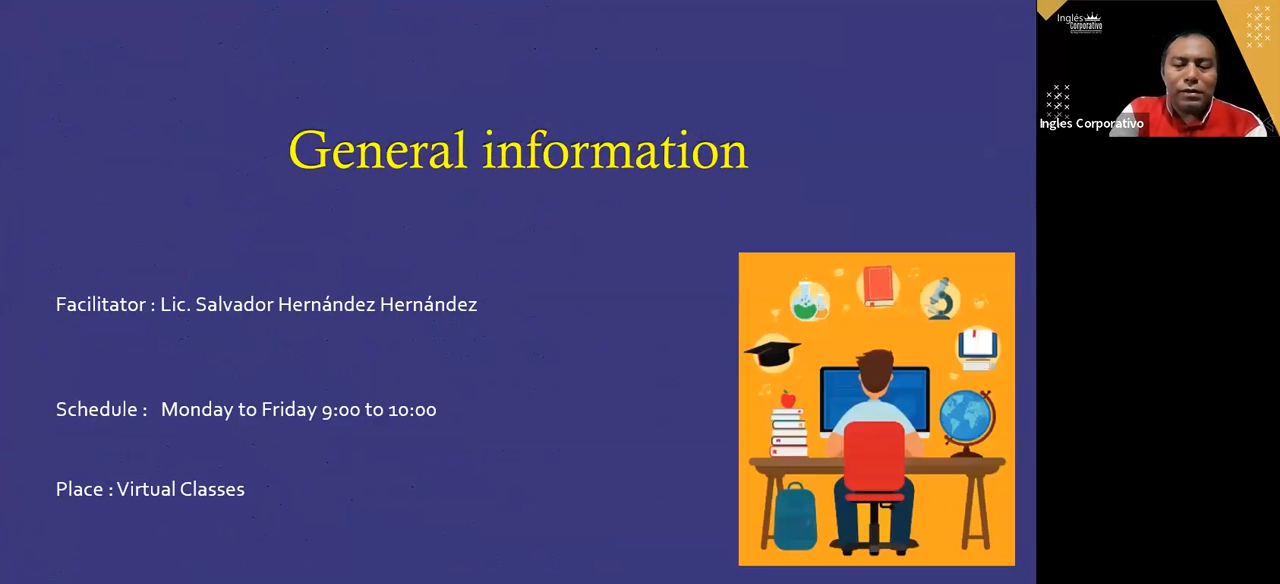 General information
Facilitator : Lic. Salvador Hernández Hernández
Schedule : Monday to Friday 9:00 to 10:00
Place : Virtual Classes
Inglés
Corporativo
Ingles Corporativo